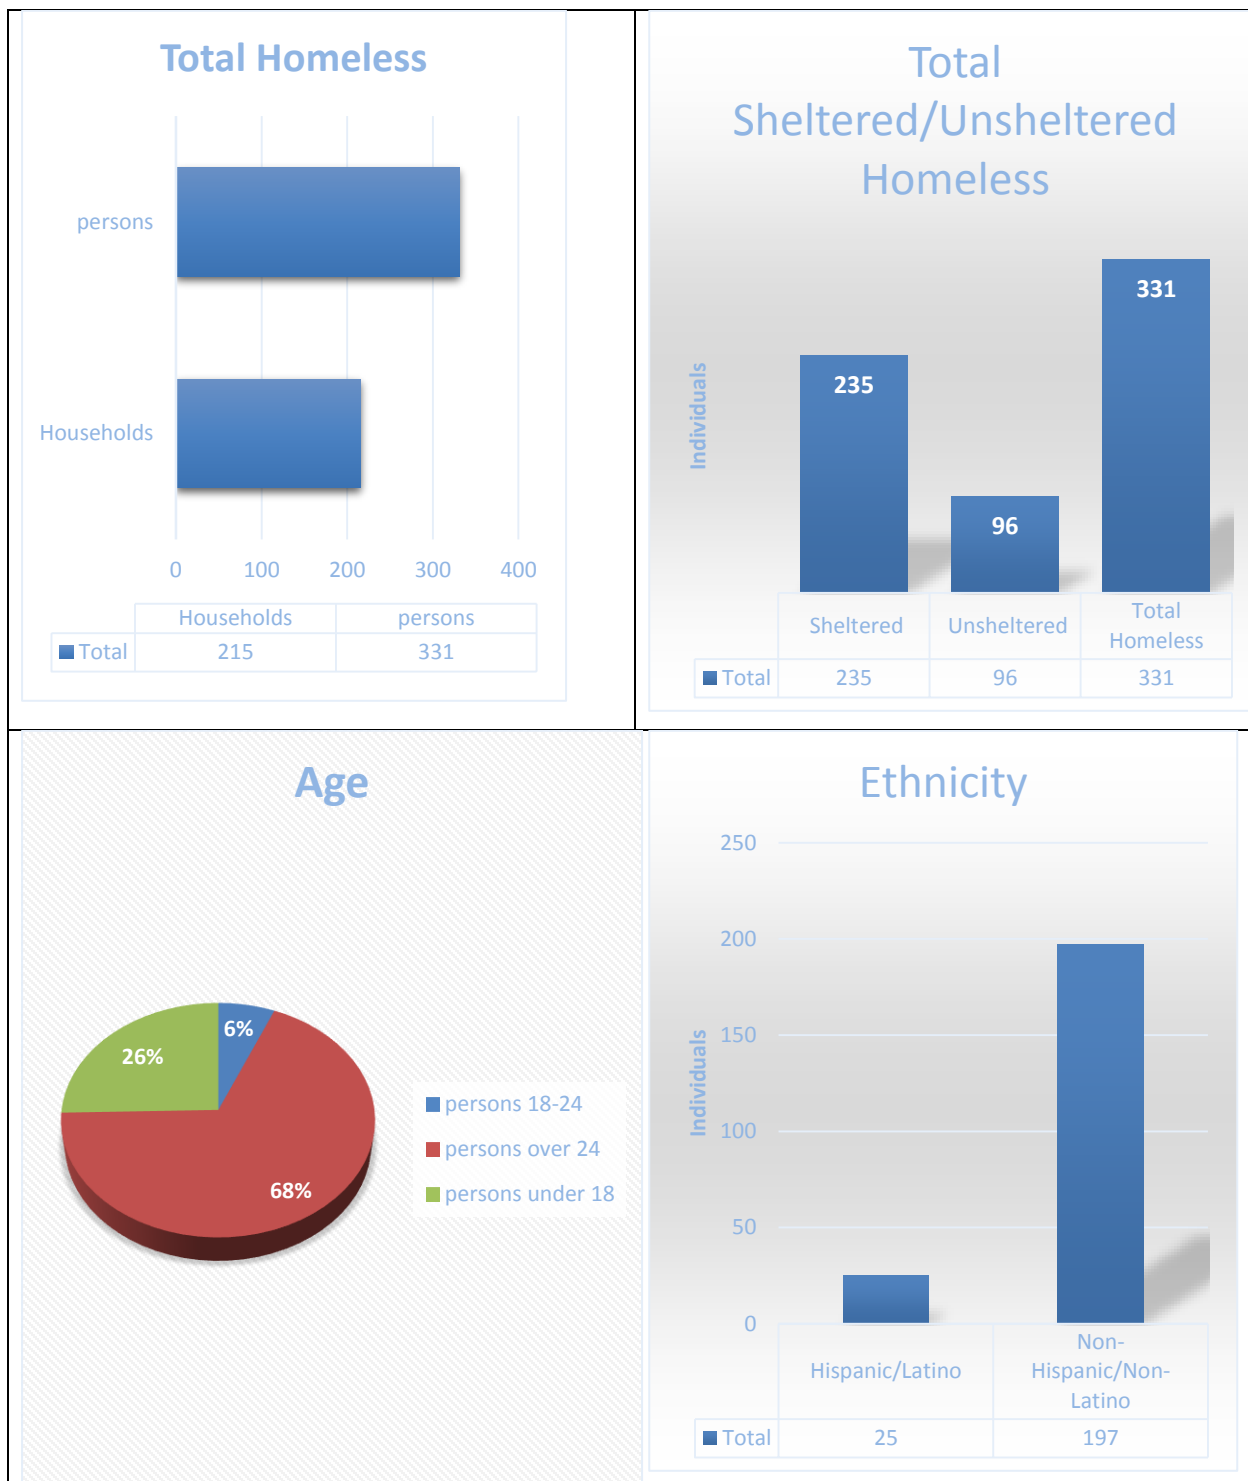 Total Homeless
persons
Households
0 100 200 300 400
Households persons
Total 215 331
Total
Sheltered/Unsheltered
Homeless
Individuals
235
96
331
Sheltered Unsheltered Total
Homeless
Total 235 96 331
Age
6%
26%
68%
persons 18-24
persons over 24
persons under 18
Ethnicity
250
200
150
100
50
0
Individuals
Hispanic/Latino
Non-
Hispanic/Non-
Latino
Total 25 197